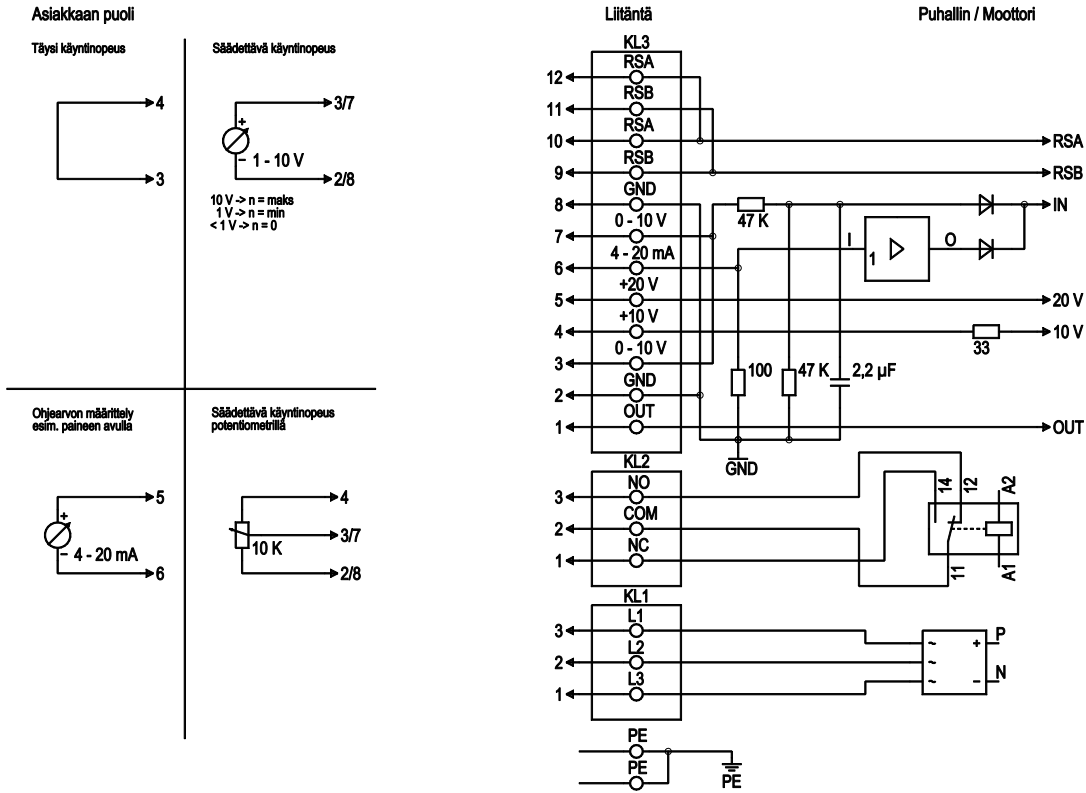 Asiakkaan puoli
Liitäntä
Puhallin / Moottori
Täysi käyntinopeus
4
3
Säädettävä käyntinopeus
3/7
+
– 1 - 10 V
2/8
10 V -> n = maks
1 V -> n = min
< 1 V -> n = 0
Ohjearvon määrittely
esim. paineen avulla
5
+
– 4 - 20 mA
6
Säädettävä käyntinopeus
potentiometrillä
4
3/7
10 K
2/8
KL3
12 RSA
11 RSB
10 RSA RSA
9 RSB RSB
8 GND 47 K IN
7 0 - 10 V
6 4 - 20 mA I 1 O
5 +20 V 20 V
4 +10 V 33 10 V
3 0 - 10 V
100 47 K 2,2 µF
2 GND
1 OUT OUT
GND
KL2
3 NO
2 COM
1 NC
14 12 A2
11 A1
KL1
3 L1
2 L2
1 L3
~ + P
~
~ – N
PE
PE
PE